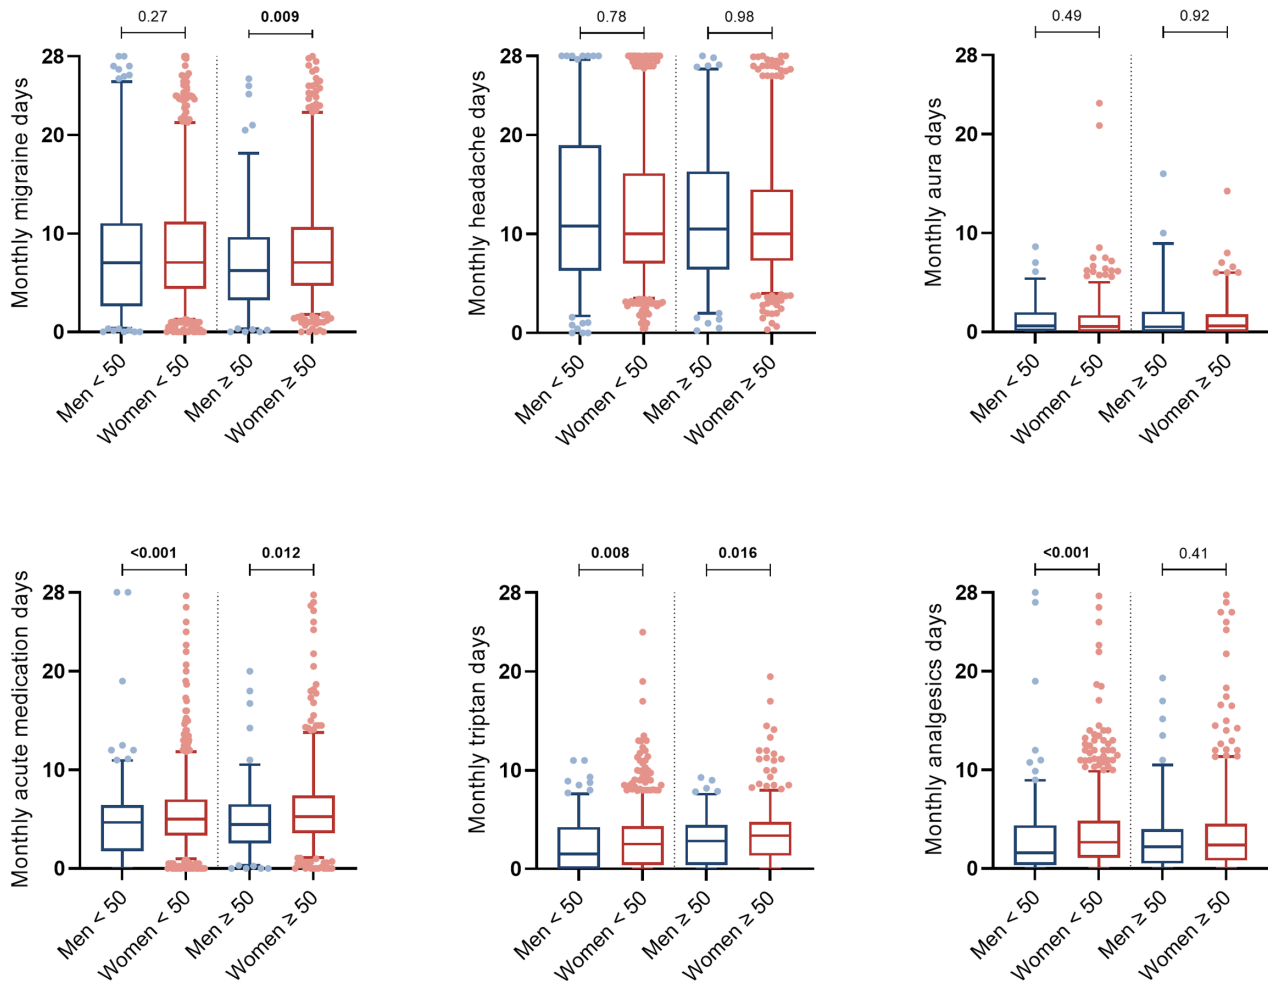 0.27
0.009
Monthly migraine days
28
20
10
0
Men < 50
Women < 50
Men ≥ 50
Women ≥ 50
0.78
0.98
Monthly headache days
28
20
10
0
Men < 50
Women < 50
Men ≥ 50
Women ≥ 50
0.49
0.92
Monthly aura days
28
20
10
0
Men < 50
Women < 50
Men ≥ 50
Women ≥ 50
<0.001
0.012
Monthly acute medication days
28
20
10
0
Men < 50
Women < 50
Men ≥ 50
Women ≥ 50
0.008
0.016
Monthly triptan days
28
20
10
0
Men < 50
Women < 50
Men ≥ 50
Women ≥ 50
<0.001
0.41
Monthly analgesics days
28
20
10
0
Men < 50
Women < 50
Men ≥ 50
Women ≥ 50